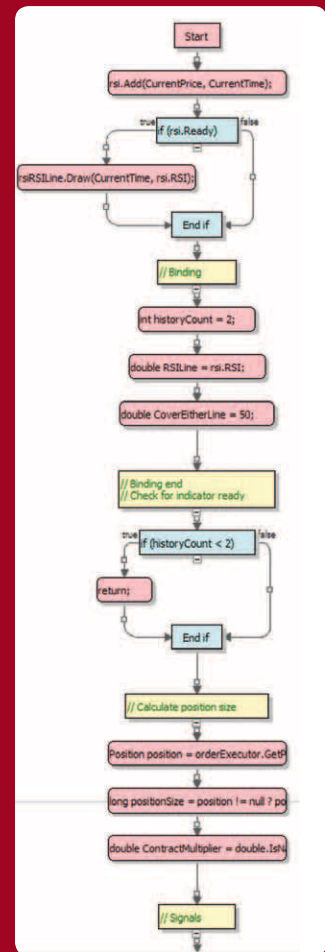 Start
rsi.Add(CurrentPrice, CurrentTime);
true
if (rsi.Ready)
false
rsiRSILine.Draw(CurrentTime, rsi.RSI);
End if
// Binding
int historyCount = 2;
double RSILine = rsi.RSI;
double CoverEitherLine = 50;
// Binding end
// Check for indicator ready
true
if (historyCount < 2)
false
return;
End if
// Calculate position size
Position position = orderExecutor.GetP
long positionSize = position != null ? po
double ContractMultiplier = double.IsNa
// Signals